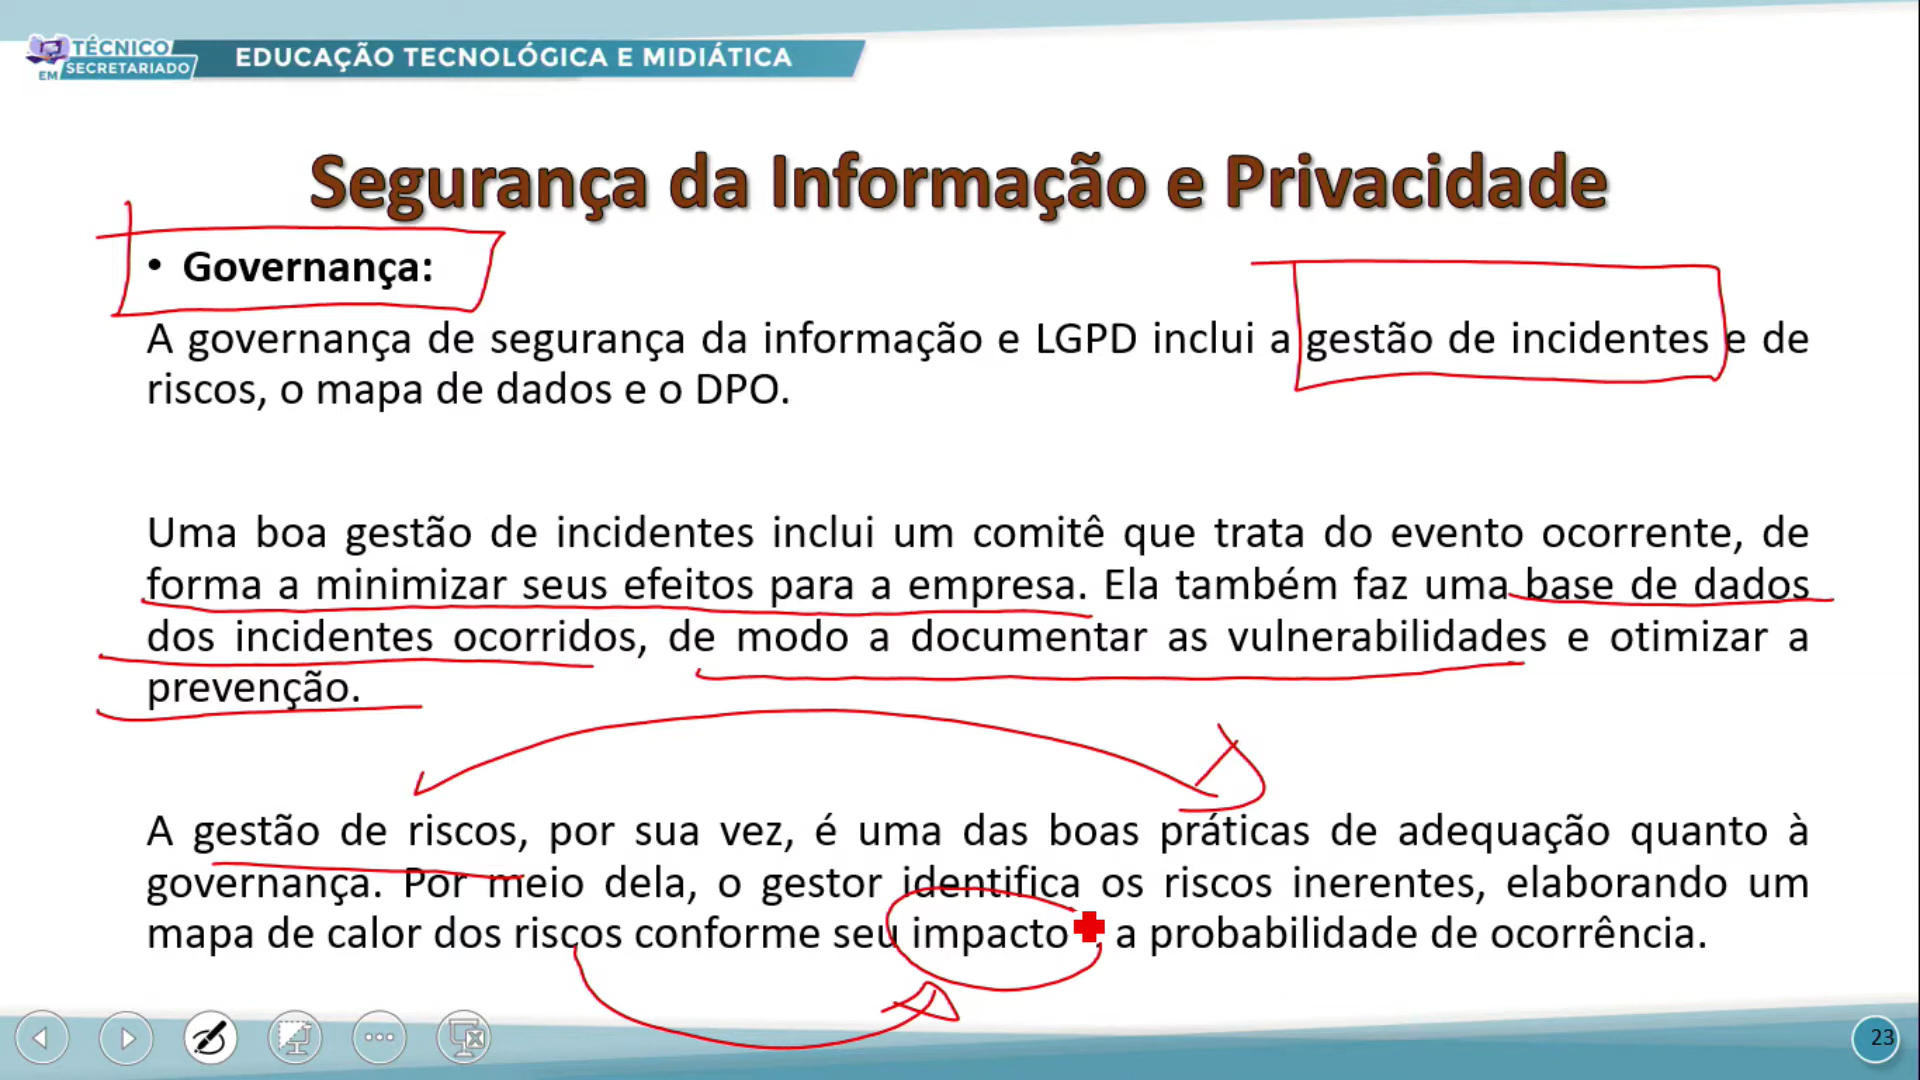 TÉCNICO
EM SECRETARIADO
EDUCAÇÃO TECNOLÓGICA E MIDIÁTICA
Segurança da Informação e Privacidade
• Governança:
A governança de segurança da informação e LGPD inclui a gestão de incidentes e de
riscos, o mapa de dados e o DPO.
Uma boa gestão de incidentes inclui um comitê que trata do evento ocorrente, de
forma a minimizar seus efeitos para a empresa. Ela também faz uma base de dados
dos incidentes ocorridos, de modo a documentar as vulnerabilidades e otimizar a
prevenção.
A gestão de riscos, por sua vez, é uma das boas práticas de adequação quanto à
governança. Por meio dela, o gestor identifica os riscos inerentes, elaborando um
mapa de calor dos riscos conforme seu impacto a probabilidade de ocorrência.
23